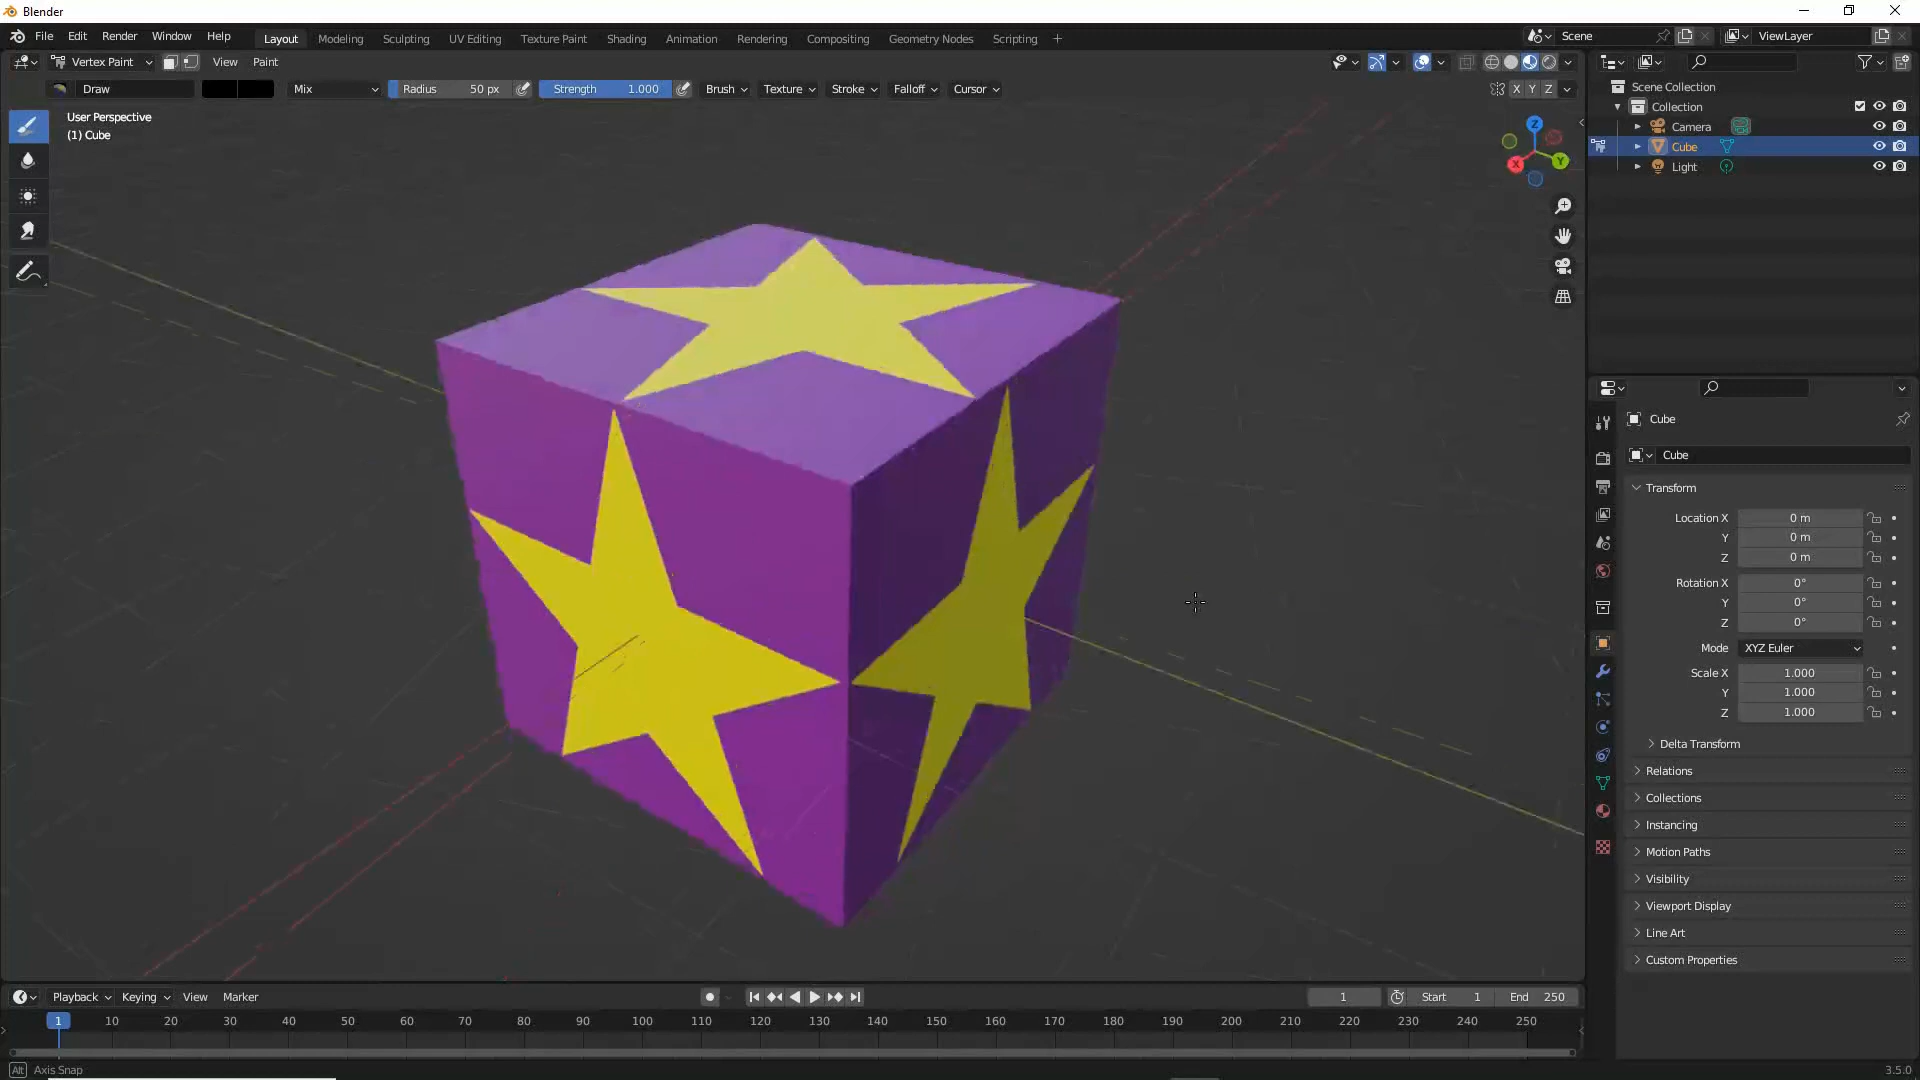 Blender
File Edit Render Window Help Layout Modeling Sculpting UV Editing Texture Paint Shading Animation Rendering Compositing Geometry Nodes Scripting + Scene ViewLayer
Vertex Paint View Paint
Draw Mix Radius 50 px Strength 1.000 Brush Texture Stroke Falloff Cursor X Y Z
User Perspective
(1) Cube
Z
X Y
Scene Collection
Collection
Camera
Cube
Light
Cube
Cube
Transform
Location X 0 m
Y 0 m
Z 0 m
Rotation X 0°
Y 0°
Z 0°
Mode XYZ Euler
Scale X 1.000
Y 1.000
Z 1.000
Delta Transform
Relations
Collections
Instancing
Motion Paths
Visibility
Viewport Display
Line Art
Custom Properties
Playback Keying View Marker 1 Start 1 End 250
1 10 20 30 40 50 60 70 80 90 100 110 120 130 140 150 160 170 180 190 200 210 220 230 240 250
Alt Axis Snap 3.5.0